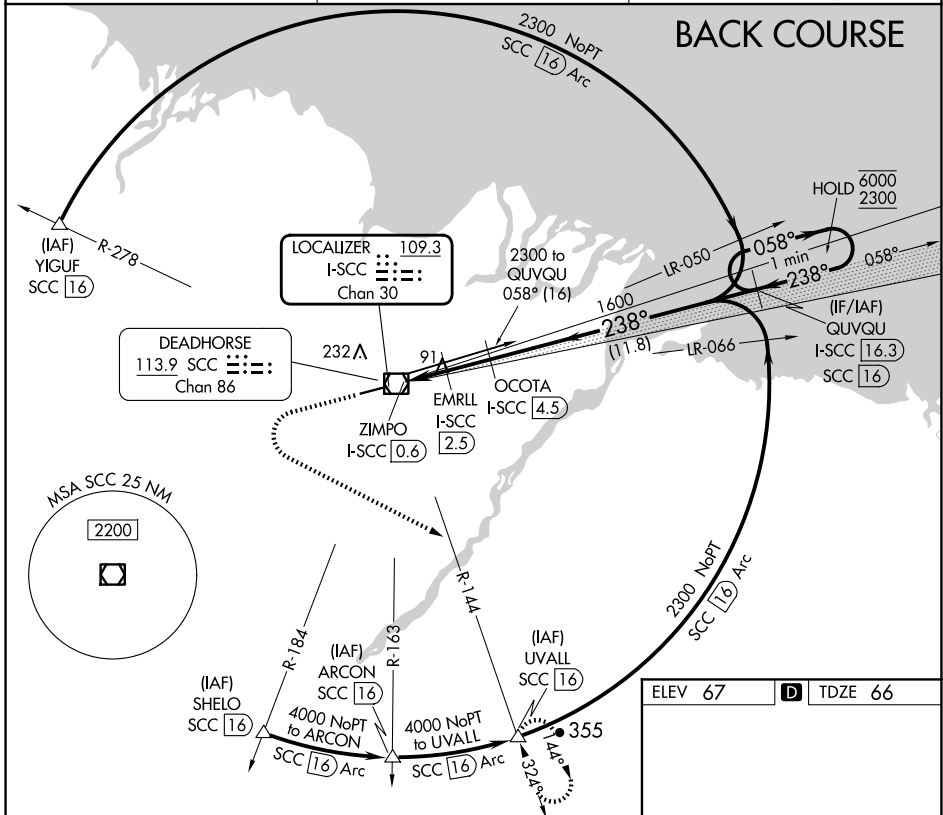 BACK COURSE
2300 NoPT
SCC 16 Arc
HOLD 6000
2300
(IAF)
YIGUF
SCC 16
R-278
LOCALIZER 109.3
I-SCC
Chan 30
2300 to
QUVQU
058° (16)
LR-050
058°
1 min
238°
058°
1600
238°
(11.8)
LR-066
(IF/IAF)
QUVQU
I-SCC 16.3
SCC 16
DEADHORSE
113.9 SCC
Chan 86
232
91
OCOTA
I-SCC 4.5
EMRLL
I-SCC
2.5
ZIMPO
I-SCC 0.6
MSA SCC 25 NM
2200
R-184
R-163
R-144
2300 NoPT
SCC 16 Arc
(IAF)
SHELO
SCC 16
(IAF)
ARCON
SCC 16
(IAF)
UVALL
SCC 16
4000 NoPT
to ARCON
SCC 16 Arc
4000 NoPT
to UVALL
SCC 16 Arc
355
144°
324°
ELEV 67 D TDZE 66